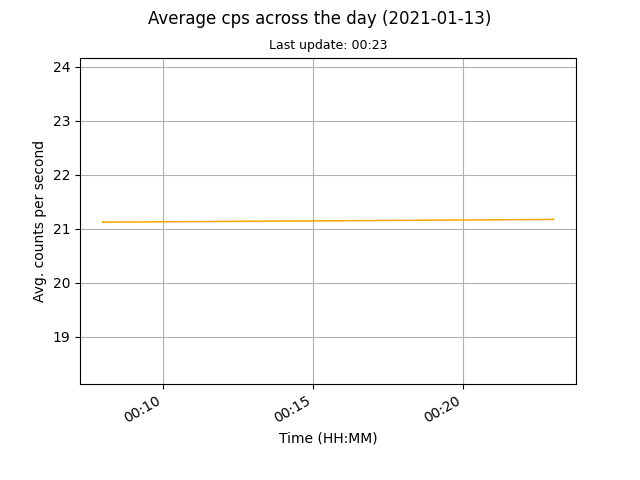 Average cps across the day (2021-01-13)
Last update: 00:23
24
23
22
21
20
19
Avg. counts per second
00:10
00:15
00:20
Time (HH:MM)